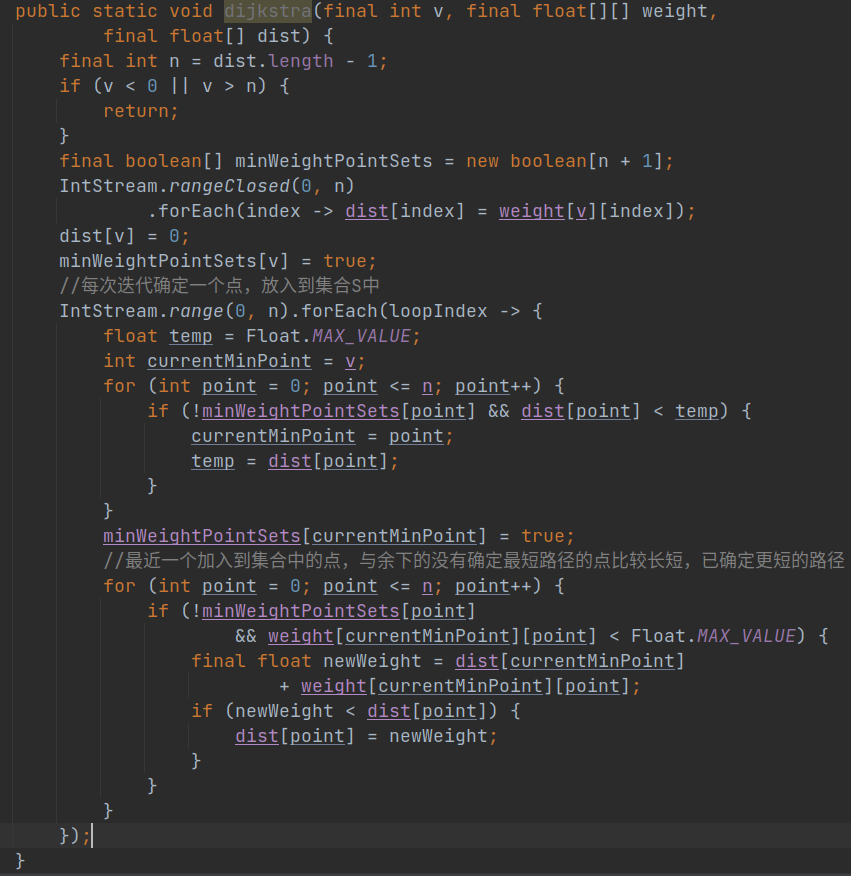 public static void dijkstra(final int v, final float[][] weight,
        final float[] dist) {
    final int n = dist.length - 1;
    if (v < 0 || v > n) {
        return;
    }
    final boolean[] minWeightPointSets = new boolean[n + 1];
    IntStream.rangeClosed(0, n)
            .forEach(index -> dist[index] = weight[v][index]);
    dist[v] = 0;
    minWeightPointSets[v] = true;
    //每次迭代确定一个点，放入到集合S中
    IntStream.range(0, n).forEach(loopIndex -> {
        float temp = Float.MAX_VALUE;
        int currentMinPoint = v;
        for (int point = 0; point <= n; point++) {
            if (!minWeightPointSets[point] && dist[point] < temp) {
                currentMinPoint = point;
                temp = dist[point];
            }
        }
        minWeightPointSets[currentMinPoint] = true;
        //最近一个加入到集合中的点，与余下的没有确定最短路径的点比较长短，已确定更短的路径
        for (int point = 0; point <= n; point++) {
            if (!minWeightPointSets[point]
                    && weight[currentMinPoint][point] < Float.MAX_VALUE) {
                final float newWeight = dist[currentMinPoint]
                        + weight[currentMinPoint][point];
                if (newWeight < dist[point]) {
                    dist[point] = newWeight;
                }
            }
        }
    });
}